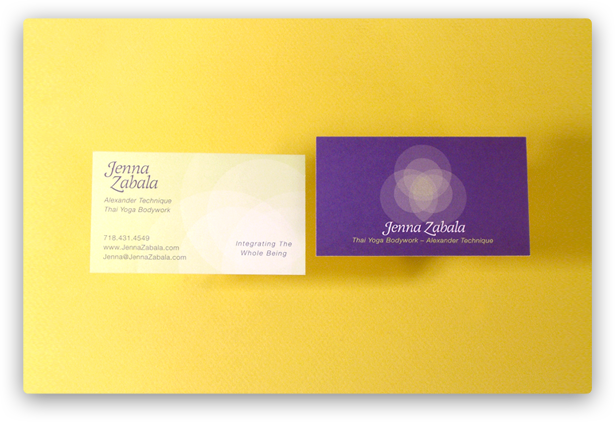 Jenna
Zabala
Alexander Technique
Thai Yoga Bodywork
718.431.4549
www.JennaZabala.com
Jenna@JennaZabala.com
Integrating The
Whole Being
Jenna Zabala
Thai Yoga Bodywork – Alexander Technique